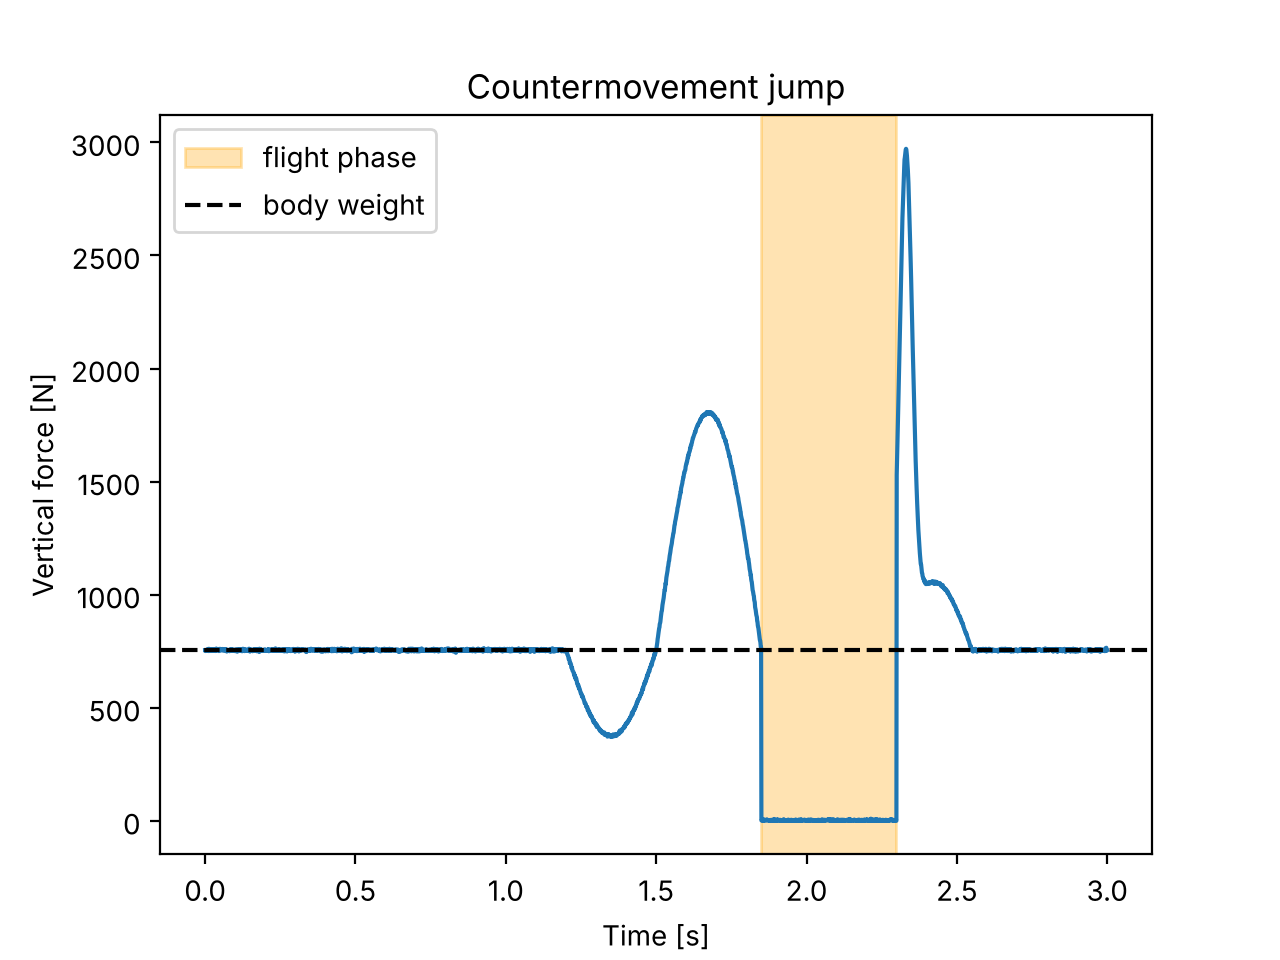 Countermovement jump
flight phase
body weight
3000
2500
2000
1500
1000
500
0
Vertical force [N]
0.0 0.5 1.0 1.5 2.0 2.5 3.0
Time [s]